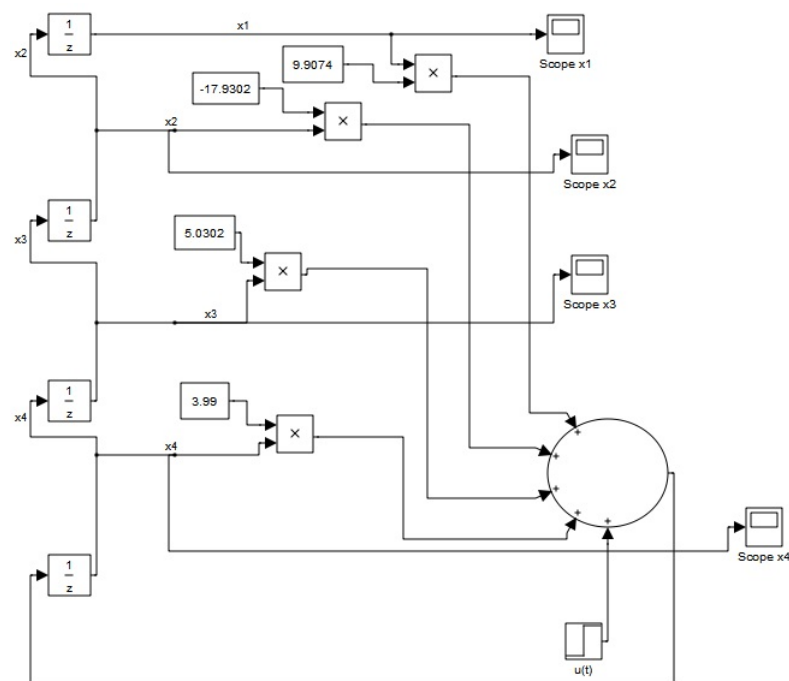 1
z
x1
Scope x1
x2
9.9074
×
-17.9302
×
x2
Scope x2
1
z
x3
5.0302
×
Scope x3
x3
1
z
3.99
×
x4
x4
+
+
+
+
+
Scope x4
1
z
u(t)